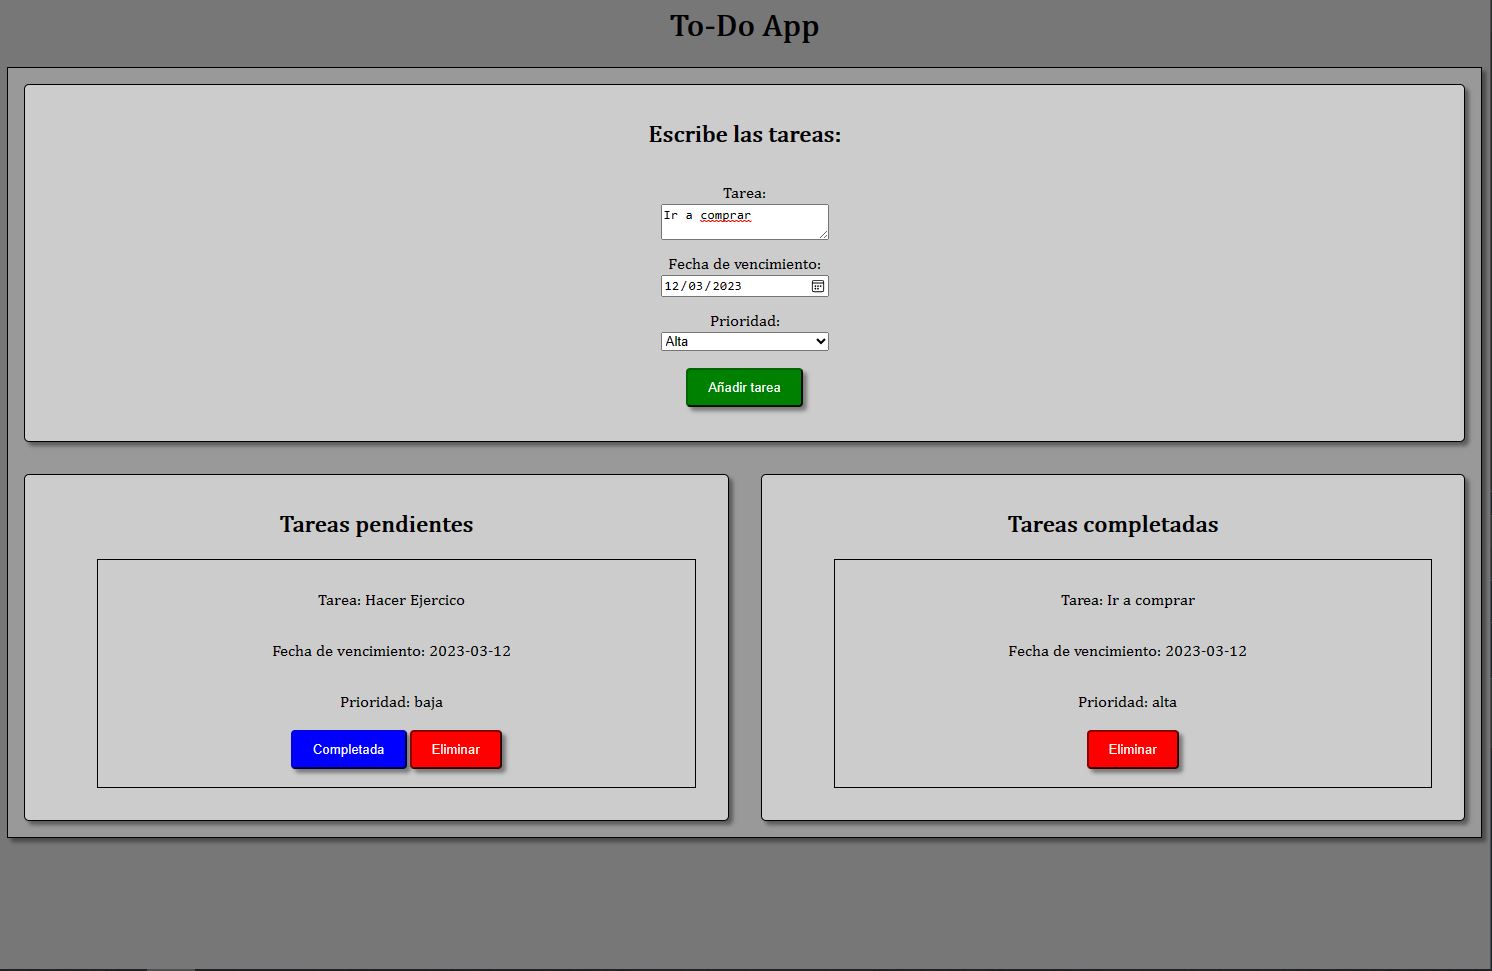 To-Do App
Escribe las tareas:
Tarea:
Ir a comprar
Fecha de vencimiento:
12/03/2023
Prioridad:
Alta
Añadir tarea
Tareas pendientes
Tarea: Hacer Ejercico
Fecha de vencimiento: 2023-03-12
Prioridad: baja
Completada
Eliminar
Tareas completadas
Tarea: Ir a comprar
Fecha de vencimiento: 2023-03-12
Prioridad: alta
Eliminar